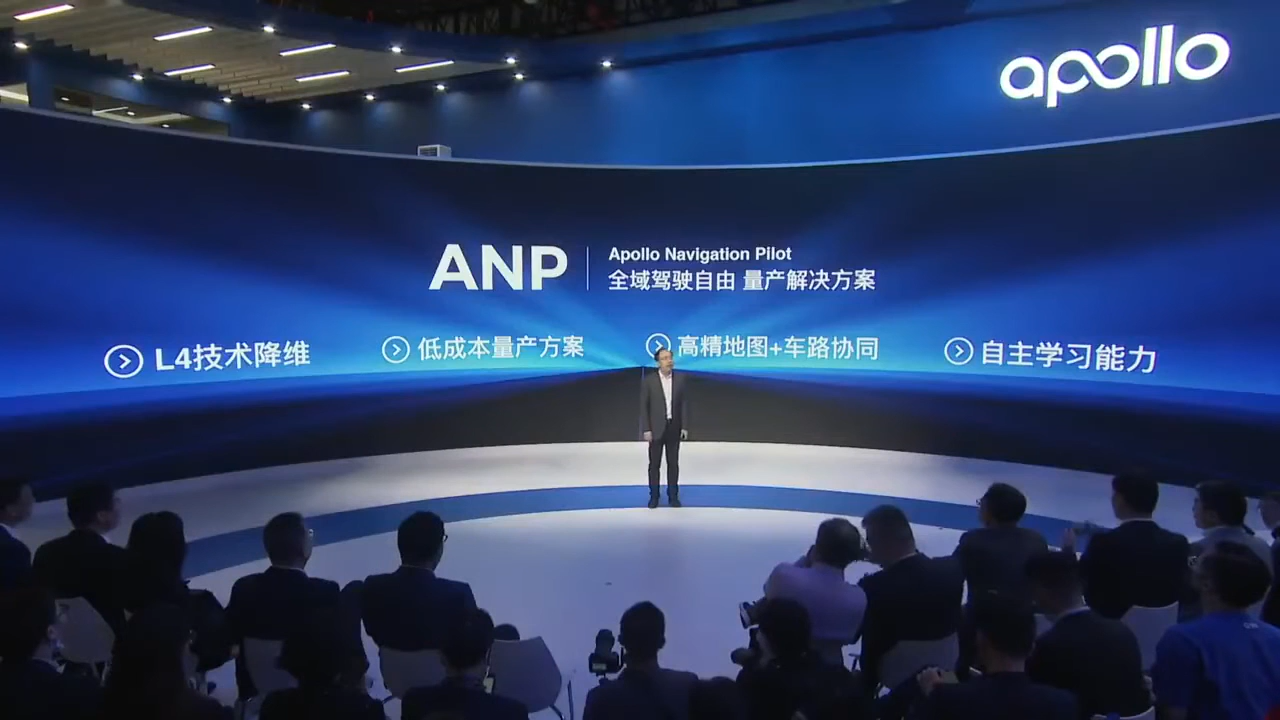 apollo
ANP
Apollo Navigation Pilot
全域驾驶自由 量产解决方案
L4技术降维
低成本量产方案
高精地图+车路协同
自主学习能力